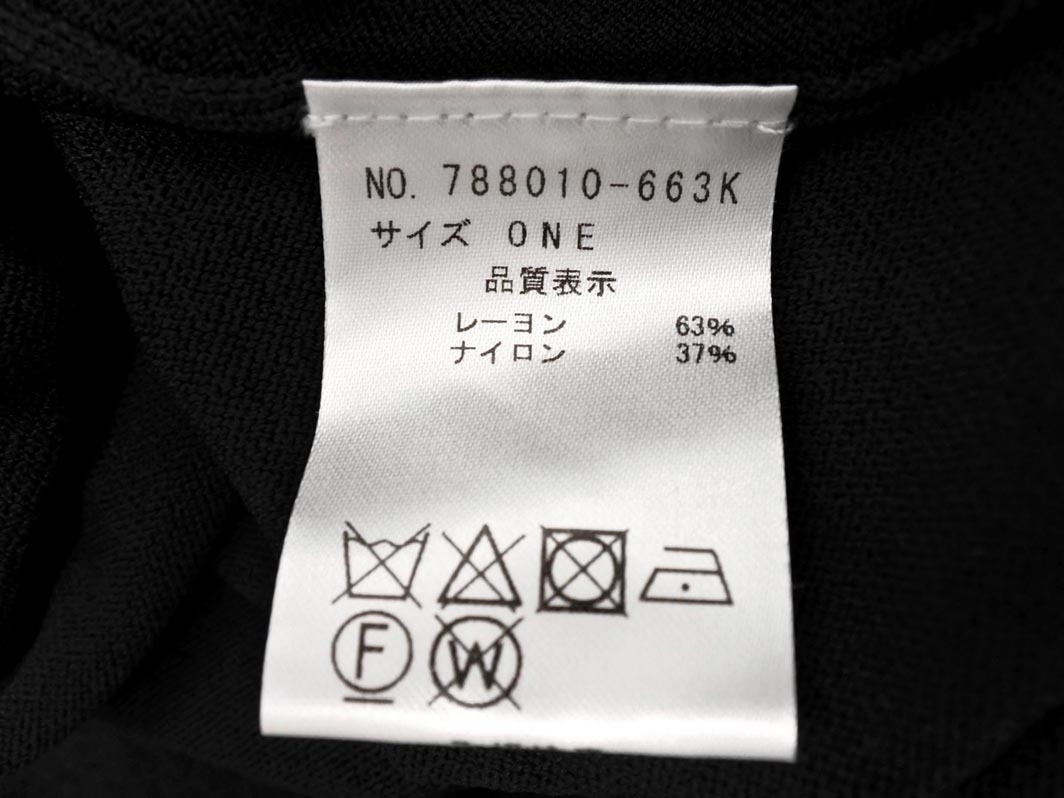 NO. 788010-663K
サイズ ONE
品質表示
レーヨン 63%
ナイロン 37%
F W